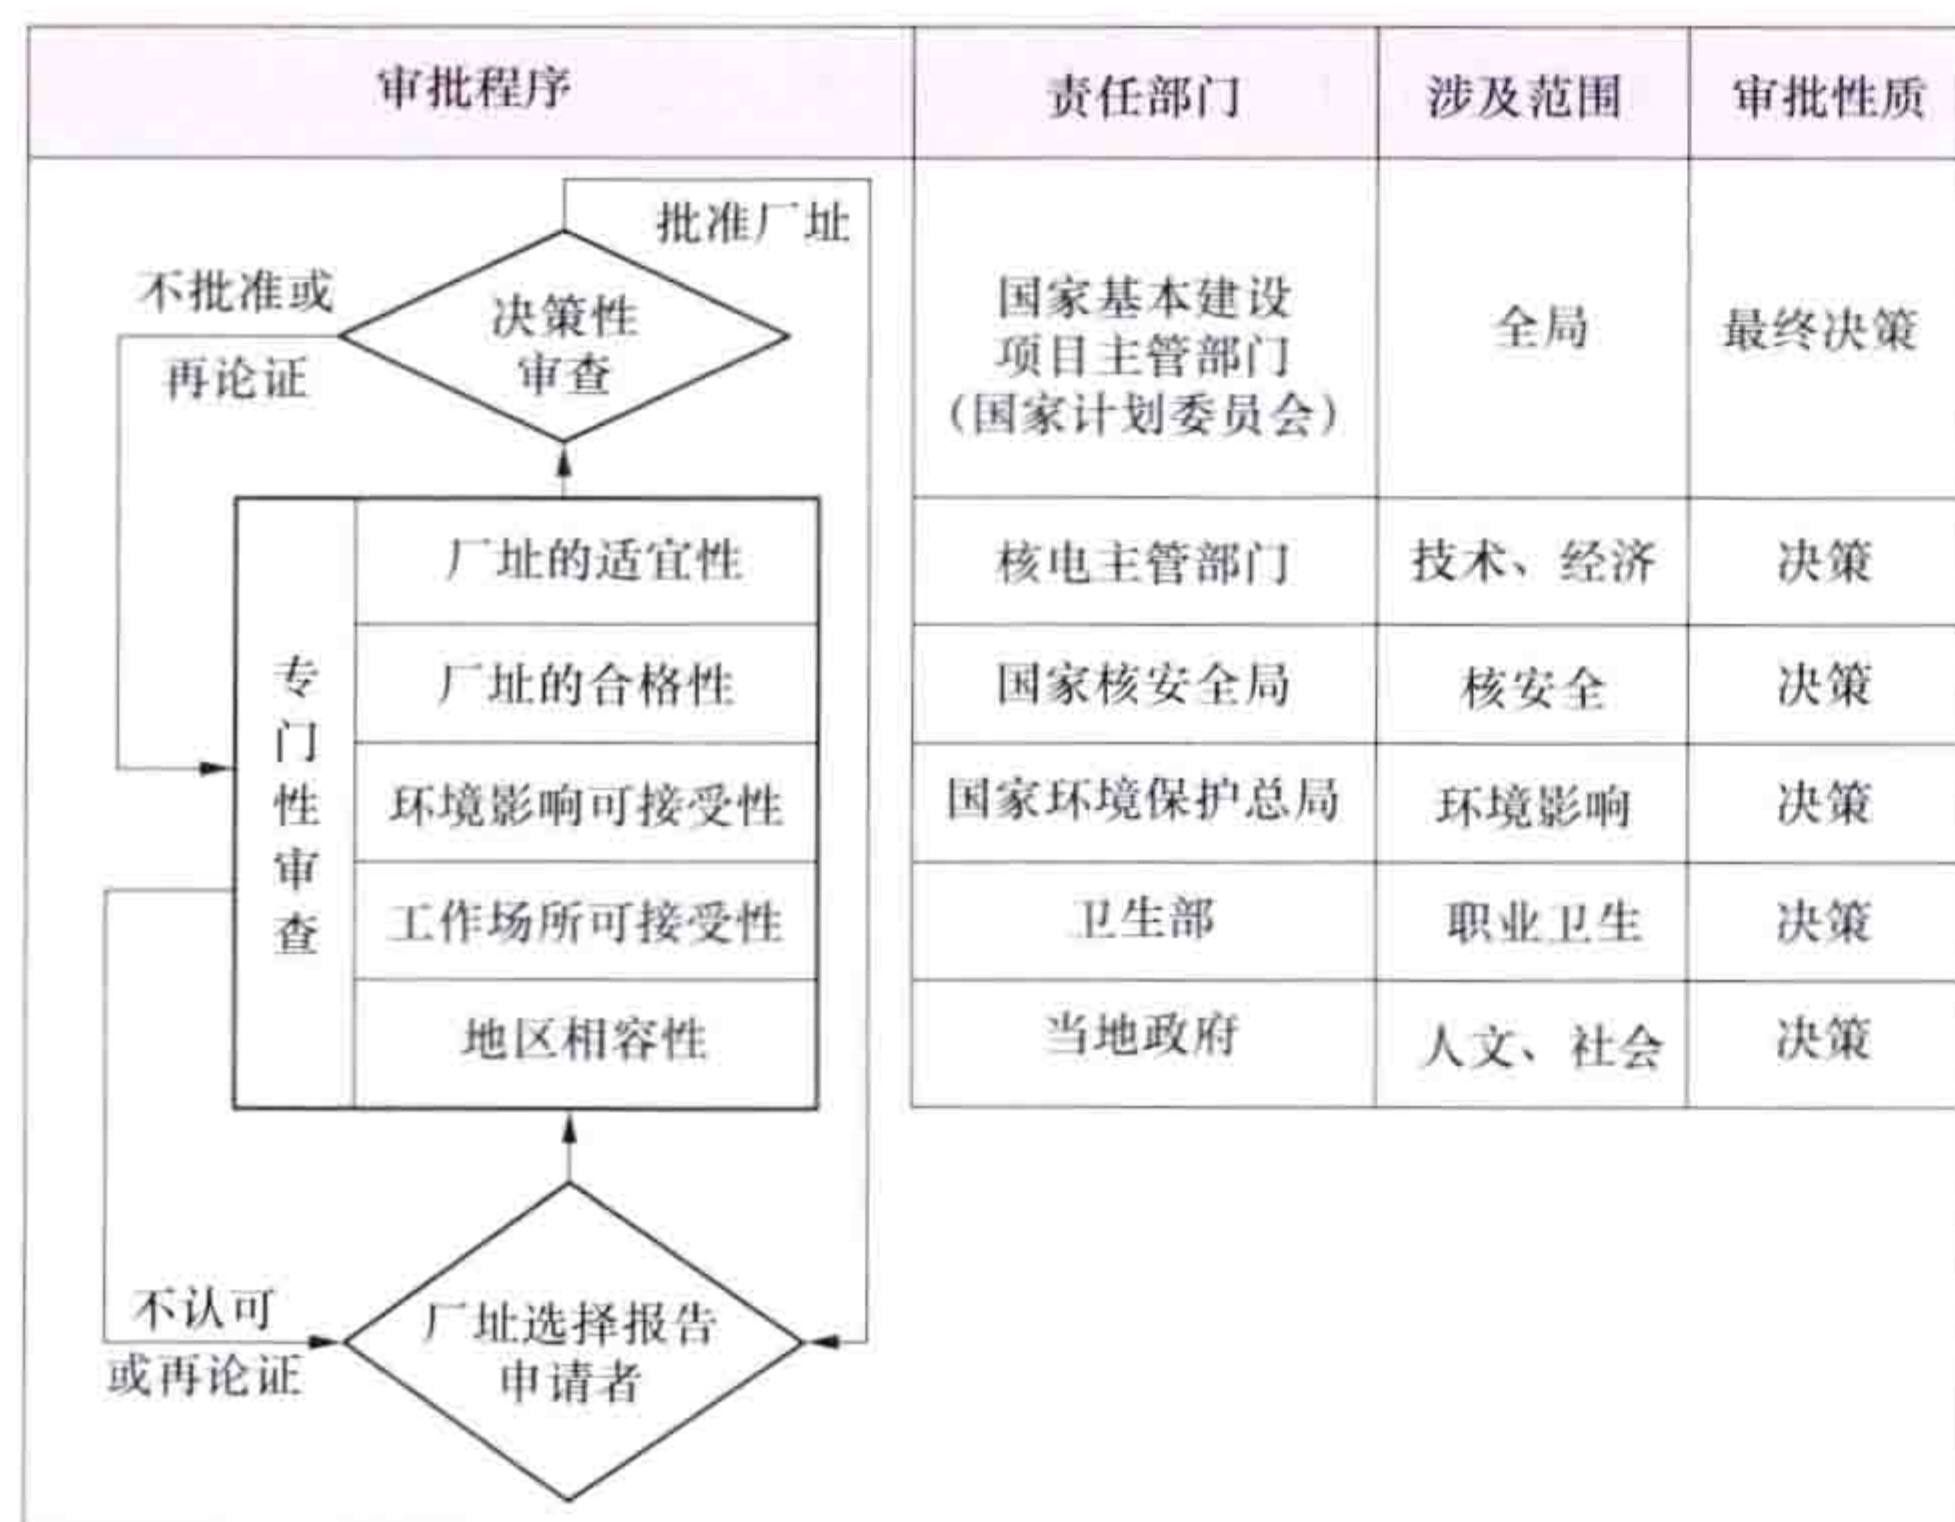 审批程序
责任部门
涉及范围
审批性质
批准厂址
不批准或
再论证
决策性
审查
国家基本建设
项目主管部门
(国家计划委员会)
全局
最终决策
专门性审查
厂址的适宜性
核电主管部门
技术、经济
决策
厂址的合格性
国家核安全局
核安全
决策
环境影响可接受性
国家环境保护总局
环境影响
决策
工作场所可接受性
卫生部
职业卫生
决策
地区相容性
当地政府
人文、社会
决策
不认可
或再论证
厂址选择报告
申请者